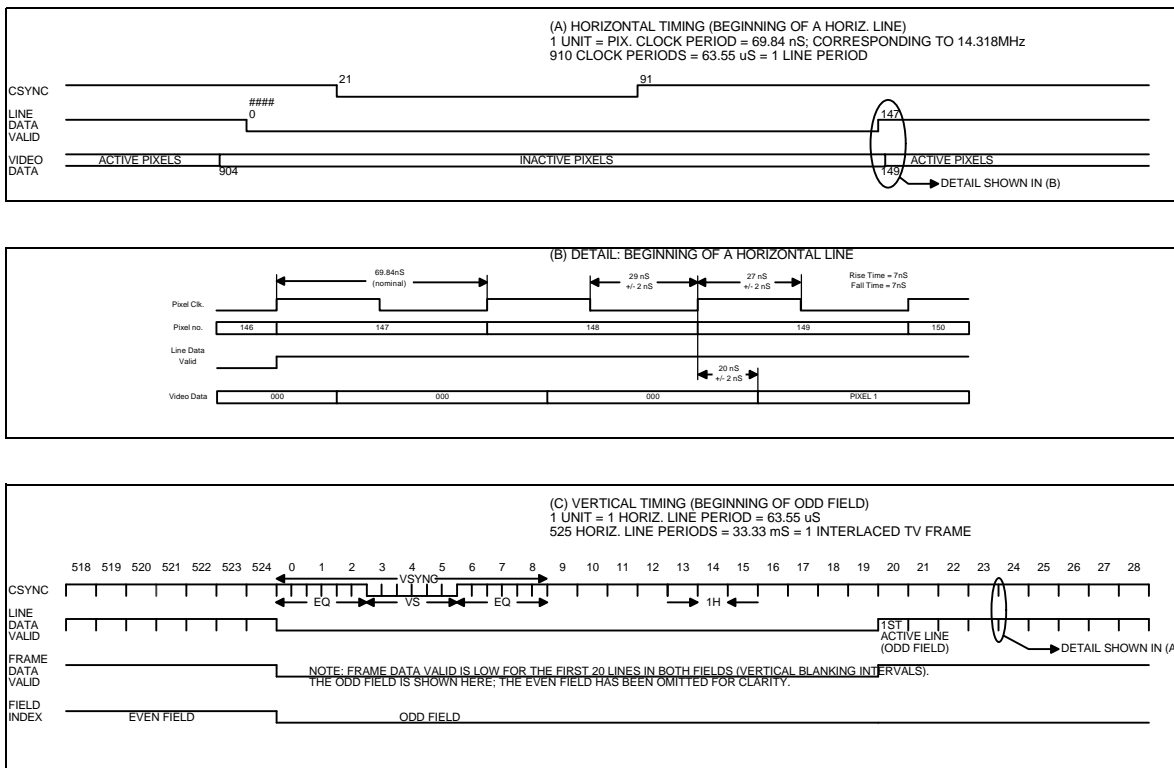 (A) HORIZONTAL TIMING (BEGINNING OF A HORIZ. LINE)
1 UNIT = PIX. CLOCK PERIOD = 69.84 nS; CORRESPONDING TO 14.318MHz
910 CLOCK PERIODS = 63.55 uS = 1 LINE PERIOD
21
91
CSYNC
####
LINE
DATA
VALID
0
147
VIDEO
DATA
ACTIVE PIXELS
INACTIVE PIXELS
ACTIVE PIXELS
904
149
DETAIL SHOWN IN (B)
(B) DETAIL: BEGINNING OF A HORIZONTAL LINE
69.84nS
(nominal)
29 nS
+/- 2 nS
27 nS
+/- 2 nS
Rise Time = 7nS
Fall Time = 7nS
Pixel Clk.
Pixel no.
146
147
148
149
150
Line Data
Valid
20 nS
+/- 2 nS
Video Data
000
000
000
PIXEL 1
(C) VERTICAL TIMING (BEGINNING OF ODD FIELD)
1 UNIT = 1 HORIZ. LINE PERIOD = 63.55 uS
525 HORIZ. LINE PERIODS = 33.33 mS = 1 INTERLACED TV FRAME
518 519 520 521 522 523 524 0 1 2 3 4 5 6 7 8 9 10 11 12 13 14 15 16 17 18 19 20 21 22 23 24 25 26 27 28
VSYNC
CSYNC
EQ
VS
EQ
1H
LINE
DATA
VALID
1ST
ACTIVE LINE
(ODD FIELD)
DETAIL SHOWN IN (A
FRAME
DATA
VALID
NOTE: FRAME DATA VALID IS LOW FOR THE FIRST 20 LINES IN BOTH FIELDS (VERTICAL BLANKING INTERVALS).
THE ODD FIELD IS SHOWN HERE; THE EVEN FIELD HAS BEEN OMITTED FOR CLARITY.
FIELD
INDEX
EVEN FIELD
ODD FIELD